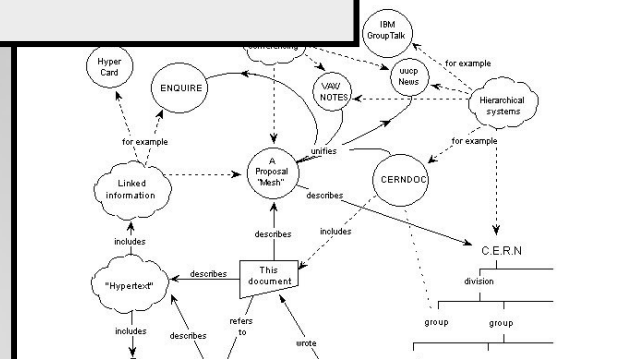 IBM
GroupTalk
Hyper
Card
ENQUIRE
VAX/
NOTES
uucp
News
for example
Hierarchical
systems
for example
for example
unifies
A
Proposal
"Mesh"
CERNDOC
Linked
information
describes
C.E.R.N
includes
describes
includes
This
document
division
"Hypertext"
describes
includes
describes
refers
to
wrote
group
group